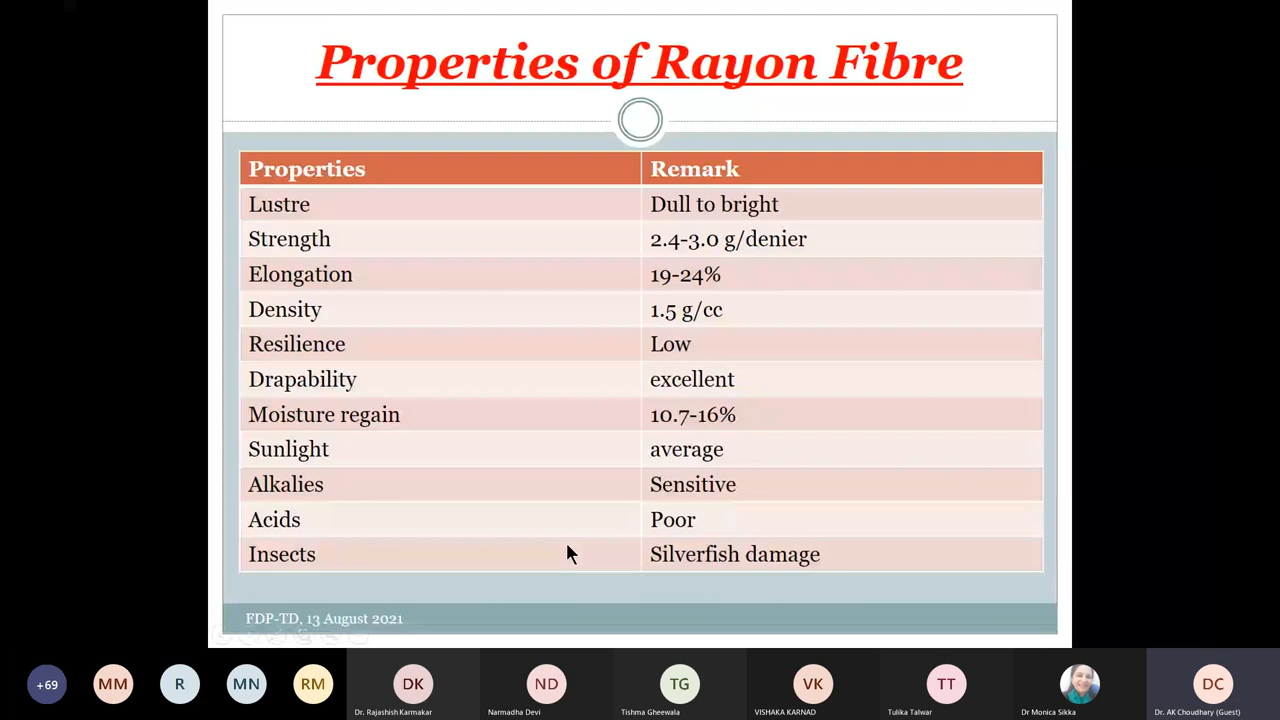 Properties of Rayon Fibre
Properties Remark
Lustre Dull to bright
Strength 2.4-3.0 g/denier
Elongation 19-24%
Density 1.5 g/cc
Resilience Low
Drapability excellent
Moisture regain 10.7-16%
Sunlight average
Alkalies Sensitive
Acids Poor
Insects Silverfish damage
FDP-TD, 13 August 2021
+69 MM R MN RM DK ND TG VK TT DC
Dr. Rajashish Karmakar Narmadha Devi Tishma Gheewala VISHAKA KARNAD Tulika Talwar Dr Monica Sikka Dr. AK Choudhary (Guest)